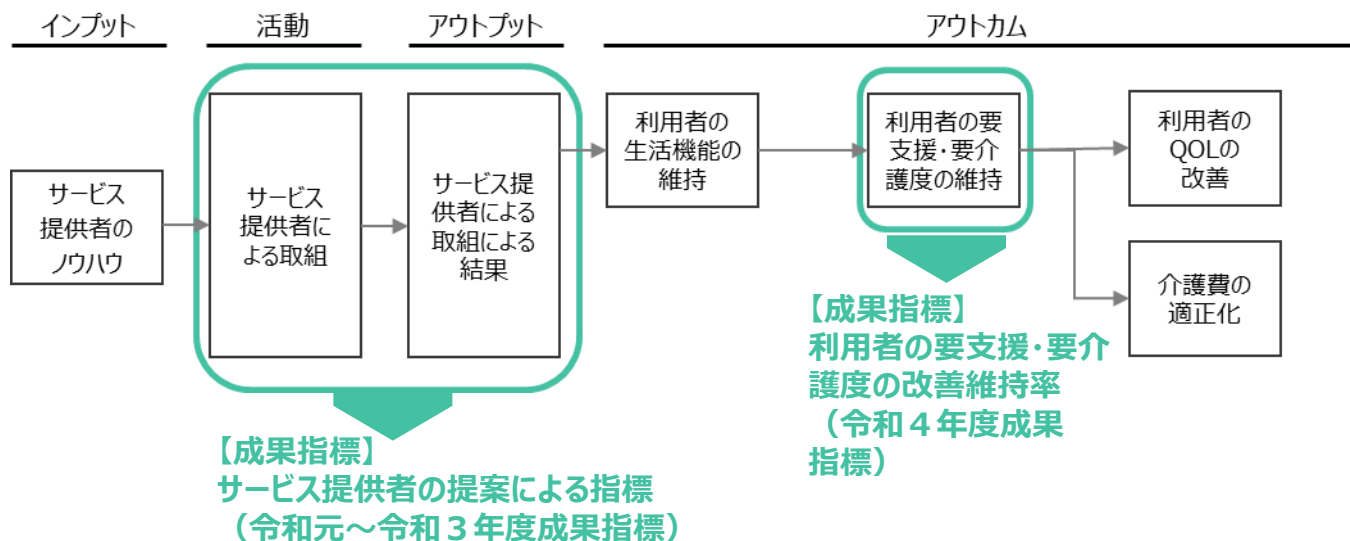 インプット
活動
アウトプット
アウトカム
サービス
提供者の
ノウハウ
サービス
提供者に
よる取組
サービス提
供者による
取組による
結果
利用者の
生活機能の
維持
利用者の要
支援・要介
護度の維持
利用者の
QOLの
改善
介護費の
適正化
【成果指標】
サービス提供者の提案による指標
（令和元～令和３年度成果指標）
【成果指標】
利用者の要支援・要介
護度の改善維持率
（令和４年度成果
指標）